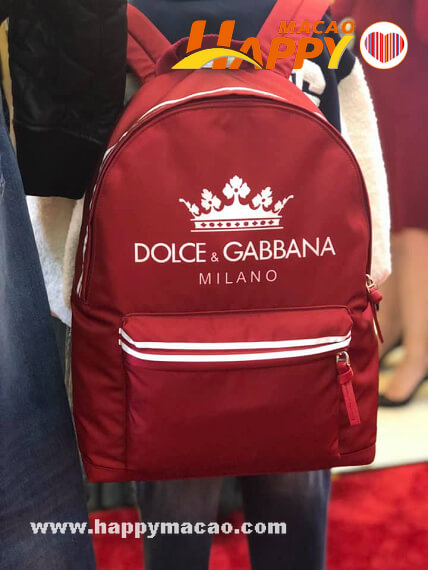 MACAO
HAPPY
DOLCE & GABBANA
MILANO
www.happymacao.com